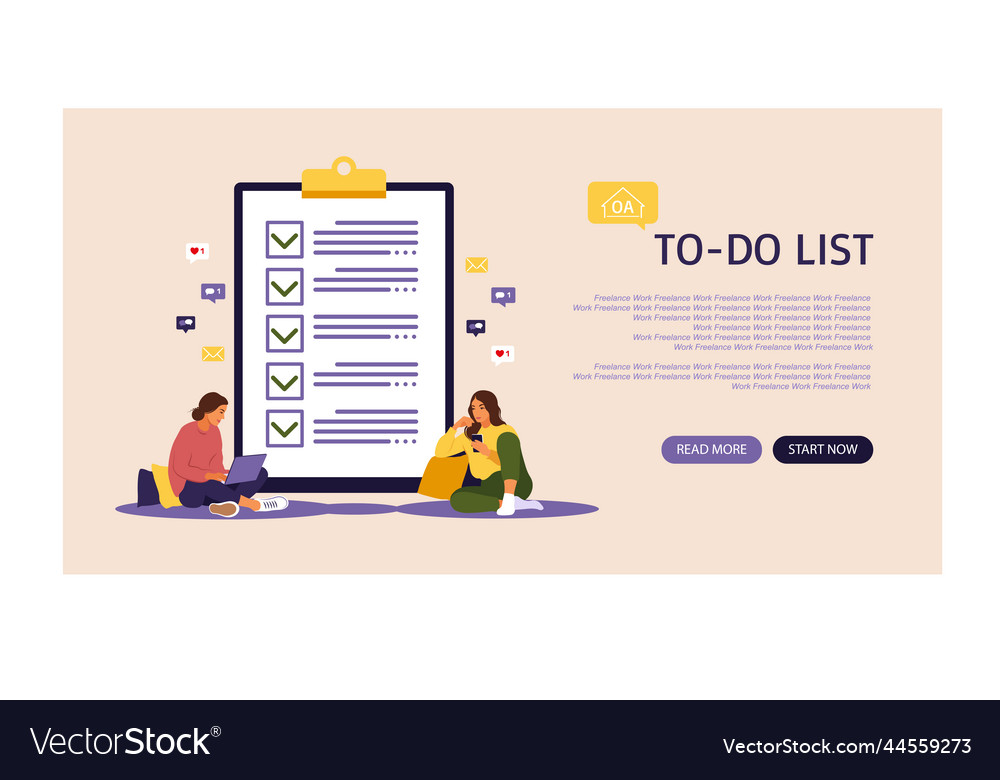 OA
TO-DO LIST
Freelance Work Freelance Work Freelance Work Freelance Work Freelance
Work Freelance Work Freelance Work Freelance Work Freelance Work Freelance
Work Freelance Work Freelance Work Freelance Work Freelance
Work Freelance Work Freelance Work Freelance
Work Freelance Work Freelance Work Freelance Work Freelance
Work Freelance Work Freelance Work Freelance Work
Freelance Work Freelance Work Freelance Work Freelance Work Freelance
Work Freelance Work Freelance Work Freelance Work Freelance Work Freelance
Work Freelance Work Freelance Work
READ MORE
START NOW
1
1
1
1
VectorStock®
VectorStock.com/44559273